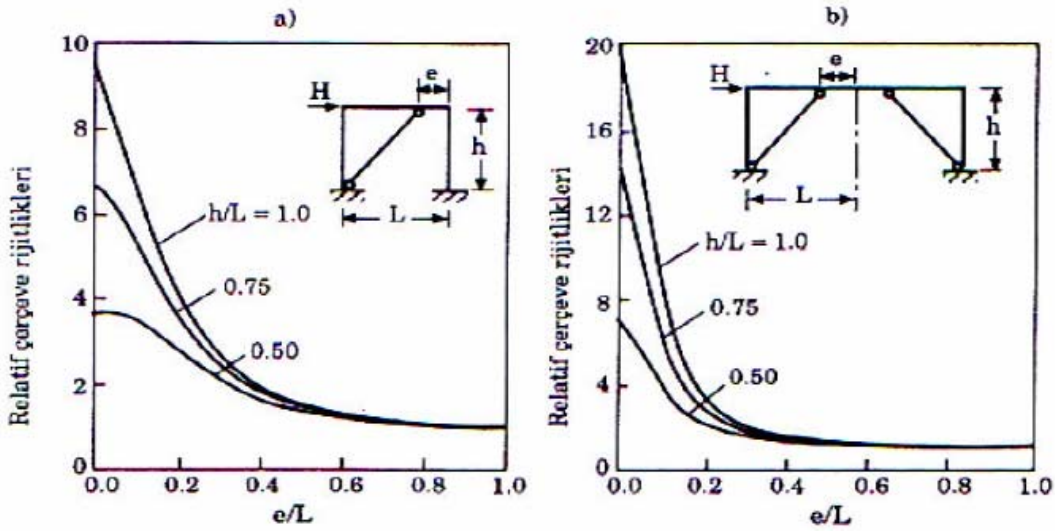 a)
Relatif çerçeve rijitlikleri
10
8
6
4
2
0
0.0 0.2 0.4 0.6 0.8 1.0
e/L
h/L = 1.0
0.75
0.50
H
e
h
L
b)
Relatif çerçeve rijitlikleri
20
16
12
8
4
0
0.0 0.2 0.4 0.6 0.8 1.0
e/L
h/L = 1.0
0.75
0.50
H
e
h
L